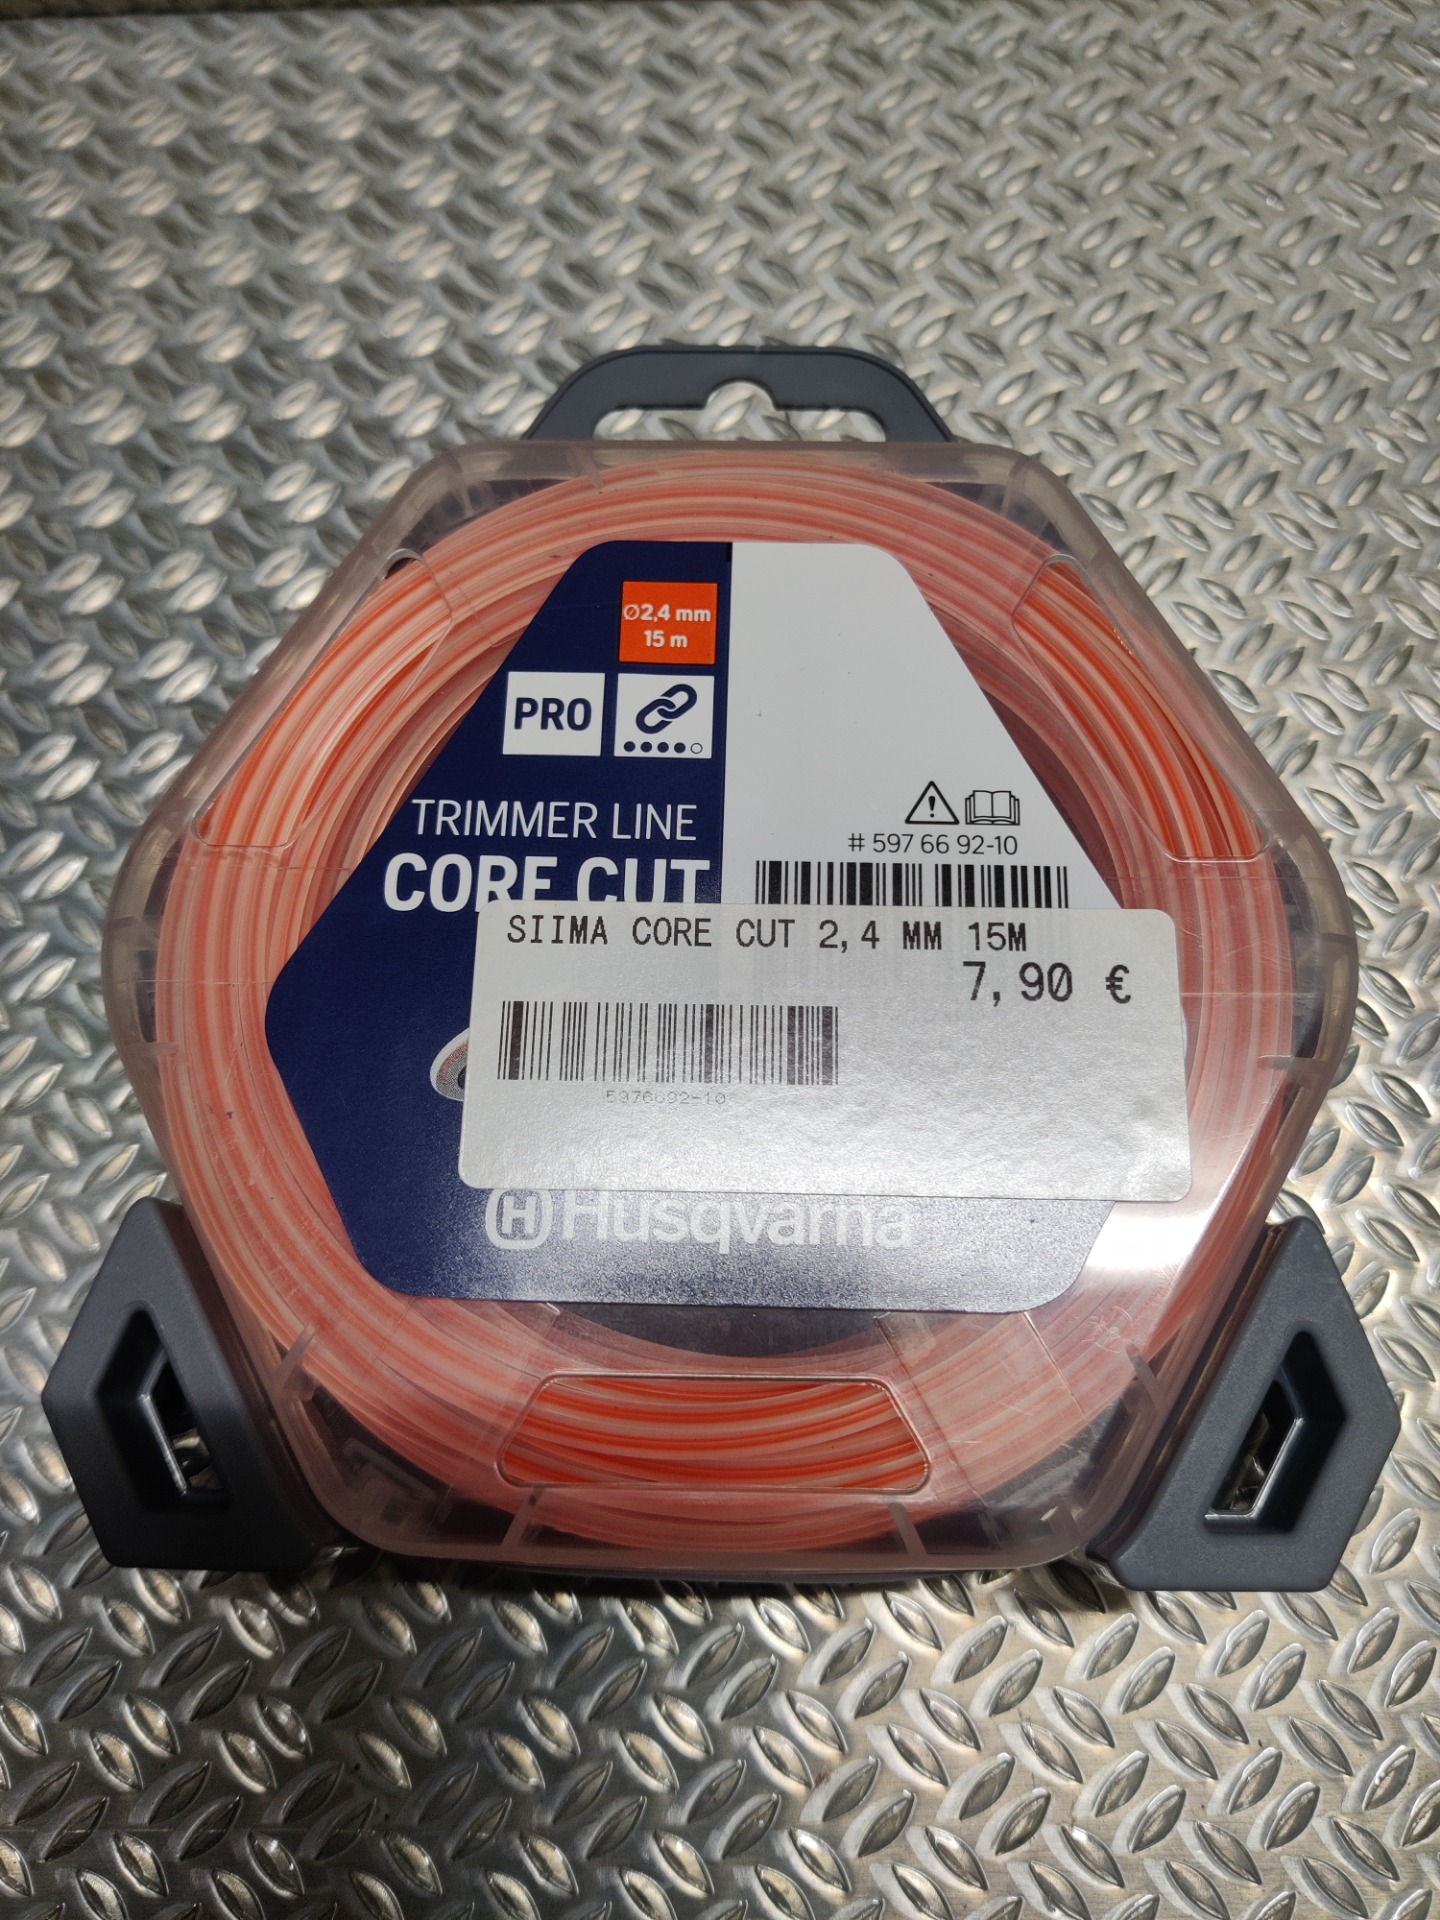 Ø2,4 mm
15 m
PRO
TRIMMER LINE
CORE CUT
# 597 66 92-10
SIIMA CORE CUT 2,4 MM 15M
7,90 €
5976692-10
H Husqvarna